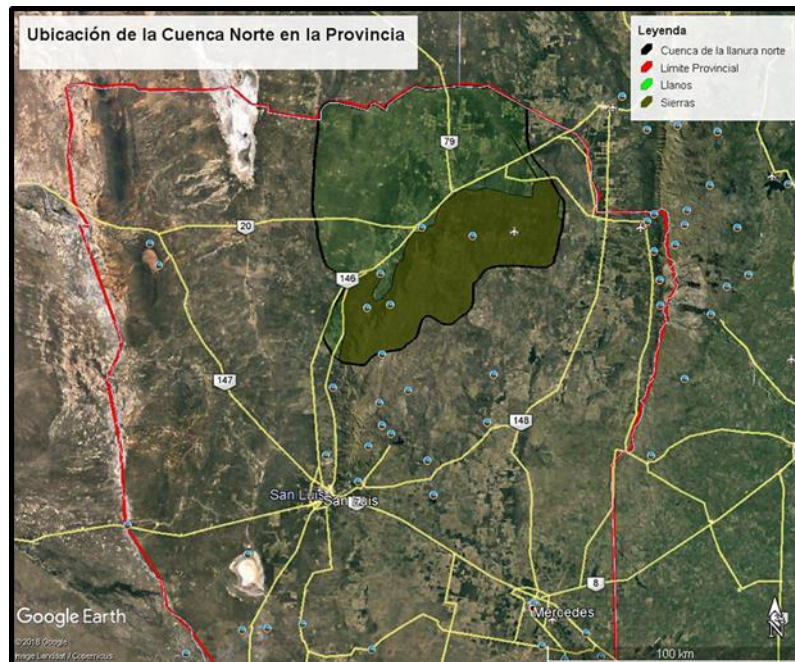 Ubicación de la Cuenca Norte en la Provincia
Leyenda
Cuenca de la llanura norte
Límite Provincial
Llanos
Sierras
79
20
146
147
148
San Luis
San Luis
8
Mercedes
Google Earth
©2018 Google
Image Landsat / Copernicus
N
100 km